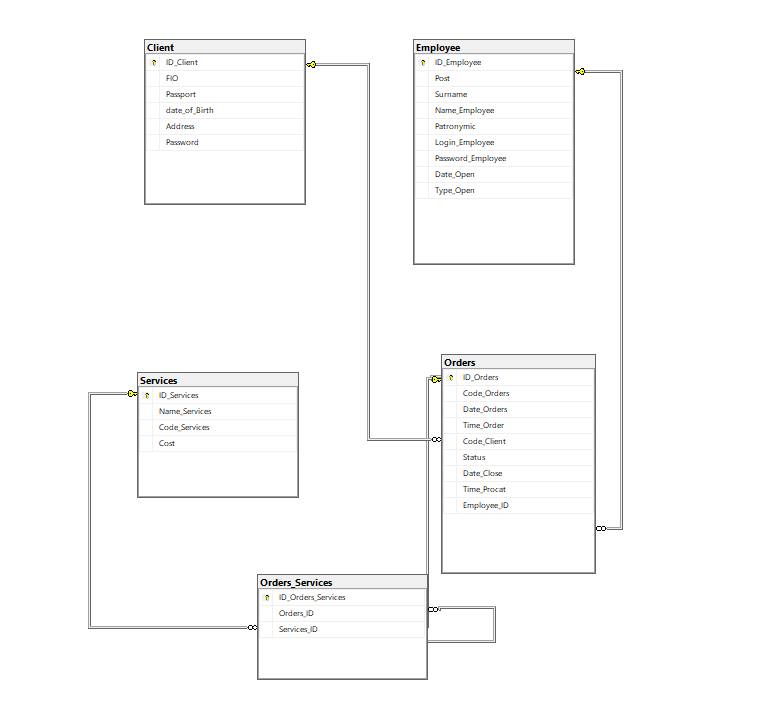 Client
ID_Client
FIO
Passport
date_of_Birth
Address
Password
Employee
ID_Employee
Post
Surname
Name_Employee
Patronymic
Login_Employee
Password_Employee
Date_Open
Type_Open
Services
ID_Services
Name_Services
Code_Services
Cost
Orders
ID_Orders
Code_Orders
Date_Orders
Time_Order
Code_Client
Status
Date_Close
Time_Procat
Employee_ID
Orders_Services
ID_Orders_Services
Orders_ID
Services_ID